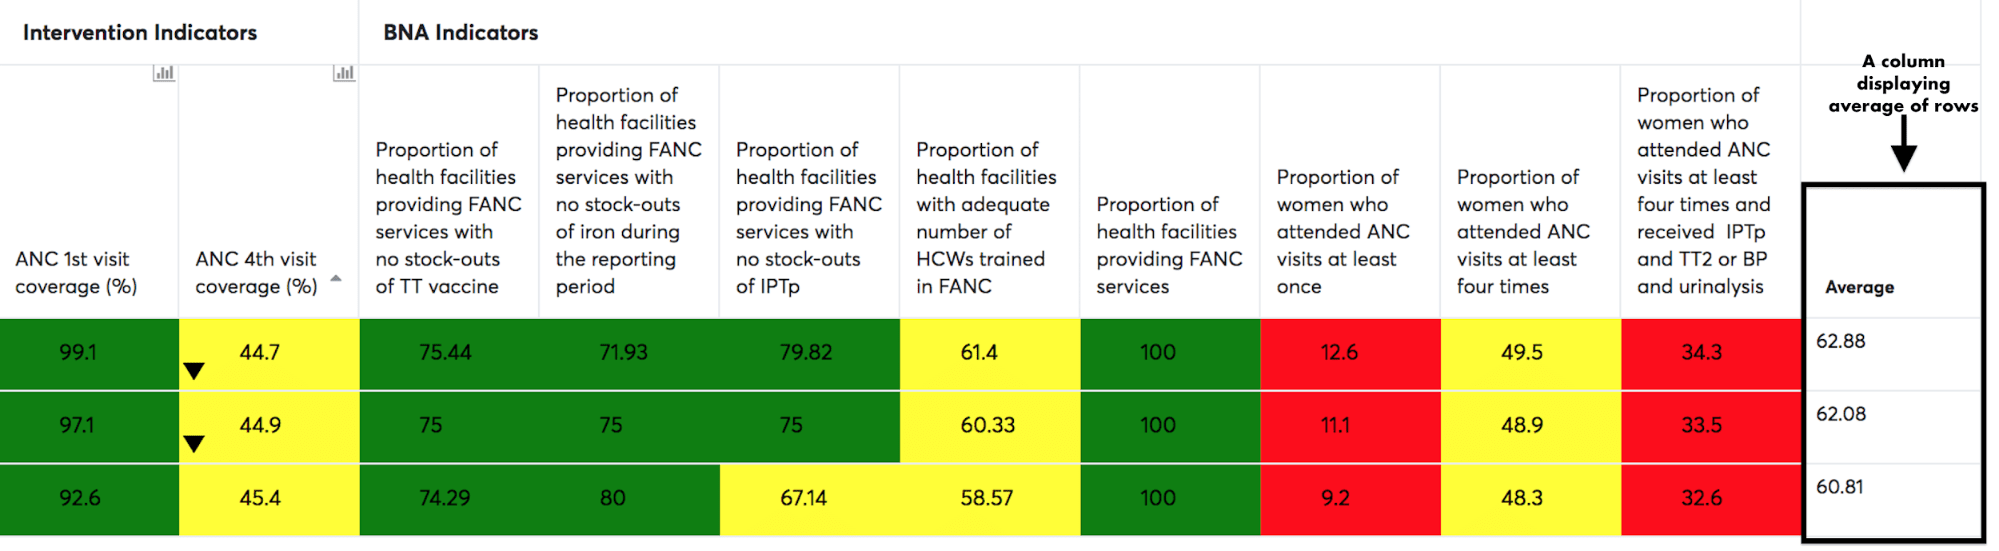 Intervention Indicators
BNA Indicators
A column
displaying
average of rows
ANC 1st visit
coverage (%)
ANC 4th visit
coverage (%)
Proportion of
health facilities
providing FANC
services with
no stock-outs
of TT vaccine
Proportion of
health facilities
providing FANC
services with
no stock-outs
of iron during
the reporting
period
Proportion of
health facilities
providing FANC
services with
no stock-outs
of IPTp
Proportion of
health facilities
with adequate
number of
HCWs trained
in FANC
Proportion of
health facilities
providing FANC
services
Proportion of
women who
attended ANC
visits at least
once
Proportion of
women who
attended ANC
visits at least
four times
Proportion of
women who
attended ANC
visits at least
four times and
received IPTp
and TT2 or BP
and urinalysis
Average
99.1 44.7 75.44 71.93 79.82 61.4 100 12.6 49.5 34.3 62.88
97.1 44.9 75 75 75 60.33 100 11.1 48.9 33.5 62.08
92.6 45.4 74.29 80 67.14 58.57 100 9.2 48.3 32.6 60.81